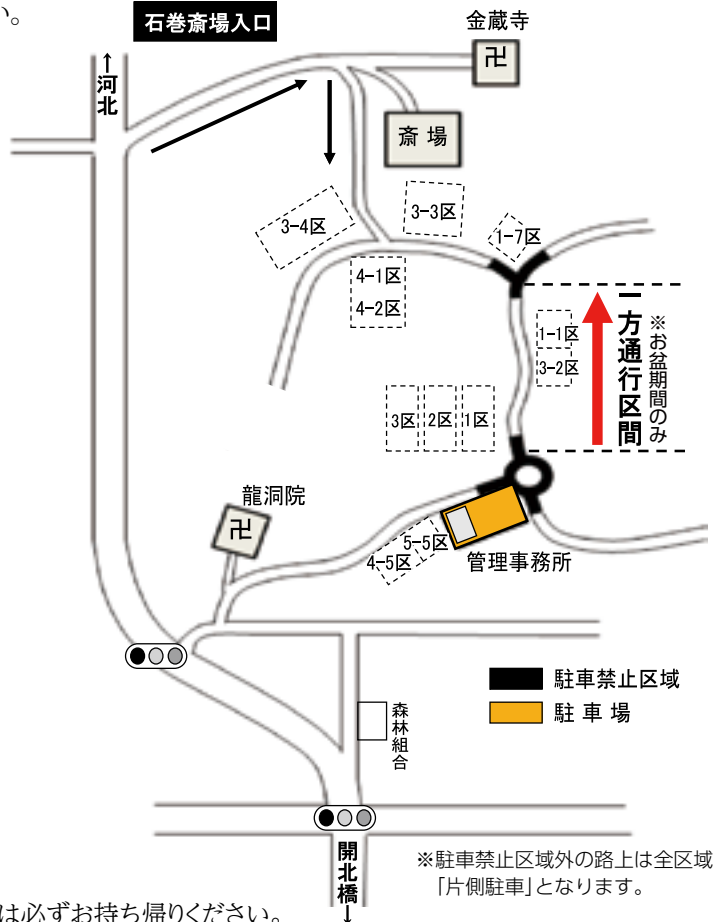 い。
石巻斎場入口
金蔵寺
卍
↑河北
斎場
3-3区
3-4区
1-7区
4-1区
4-2区
1-1区
3-2区
一方通行区間
※お盆期間のみ
3区
2区
1区
龍洞院
卍
5-5区
4-5区
管理事務所
駐車禁止区域
駐車場
森林組合
開北橋↓
※駐車禁止区域外の路上は全区域
「片側駐車」となります。
は必ずお持ち帰りください。